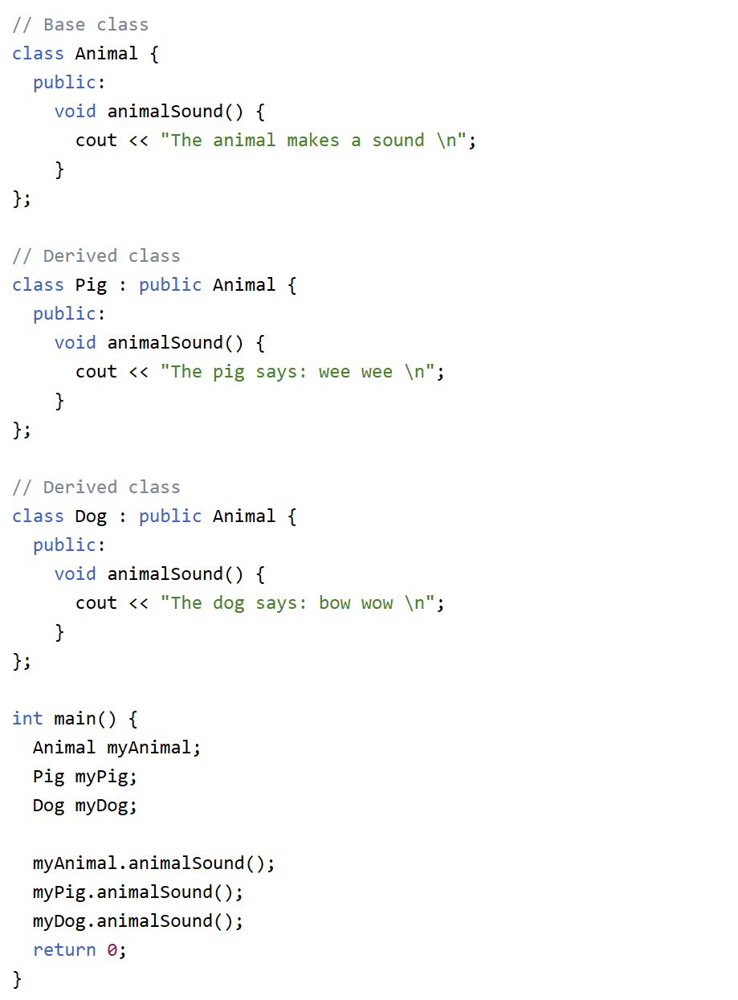 // Base class
class Animal {
  public:
    void animalSound() {
      cout << "The animal makes a sound \n";
    }
};

// Derived class
class Pig : public Animal {
  public:
    void animalSound() {
      cout << "The pig says: wee wee \n";
    }
};

// Derived class
class Dog : public Animal {
  public:
    void animalSound() {
      cout << "The dog says: bow wow \n";
    }
};

int main() {
  Animal myAnimal;
  Pig myPig;
  Dog myDog;

  myAnimal.animalSound();
  myPig.animalSound();
  myDog.animalSound();
  return 0;
}